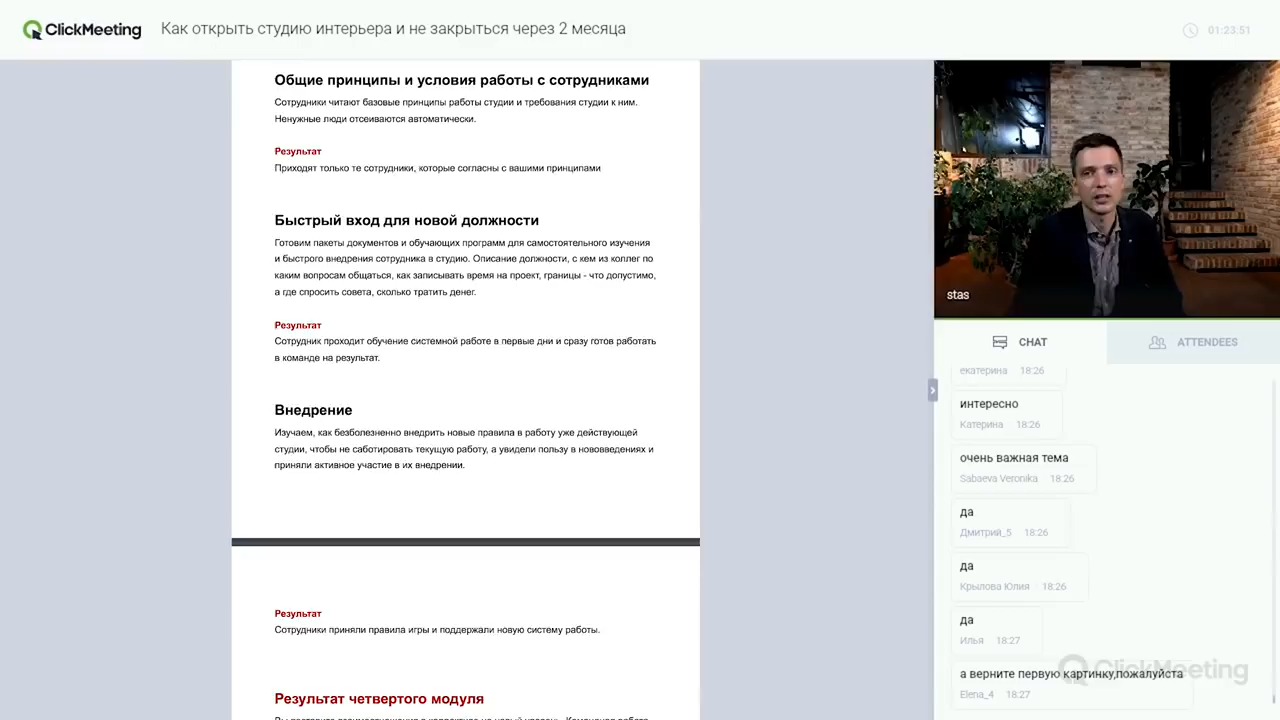 ClickMeeting
Как открыть студию интерьера и не закрыться через 2 месяца
01:23:51
Общие принципы и условия работы с сотрудниками
Сотрудники читают базовые принципы работы студии и требования студии к ним.
Ненужные люди отсеиваются автоматически.
Результат
Приходят только те сотрудники, которые согласны с вашими принципами
Быстрый вход для новой должности
Готовим пакеты документов и обучающих программ для самостоятельного изучения
и быстрого внедрения сотрудника в студию. Описание должности, с кем из коллег по
каким вопросам общаться, как записывать время на проект, границы - что допустимо,
а где спросить совета, сколько тратить денег.
Результат
Сотрудник проходит обучение системной работе в первые дни и сразу готов работать
в команде на результат.
Внедрение
Изучаем, как безболезненно внедрить новые правила в работу уже действующей
студии, чтобы не саботировать текущую работу, а увидели пользу в нововведениях и
приняли активное участие в их внедрении.
Результат
Сотрудники приняли правила игры и поддержали новую систему работы.
Результат четвертого модуля
stas
CHAT
ATTENDEES
екатерина 18:26
интересно
Катерина 18:26
очень важная тема
Sabaeva Veronika 18:26
да
Дмитрий_5 18:26
да
Крылова Юлия 18:26
да
Илья 18:27
а верните первую картинку,пожалуйста
Elena_4 18:27
ClickMeeting